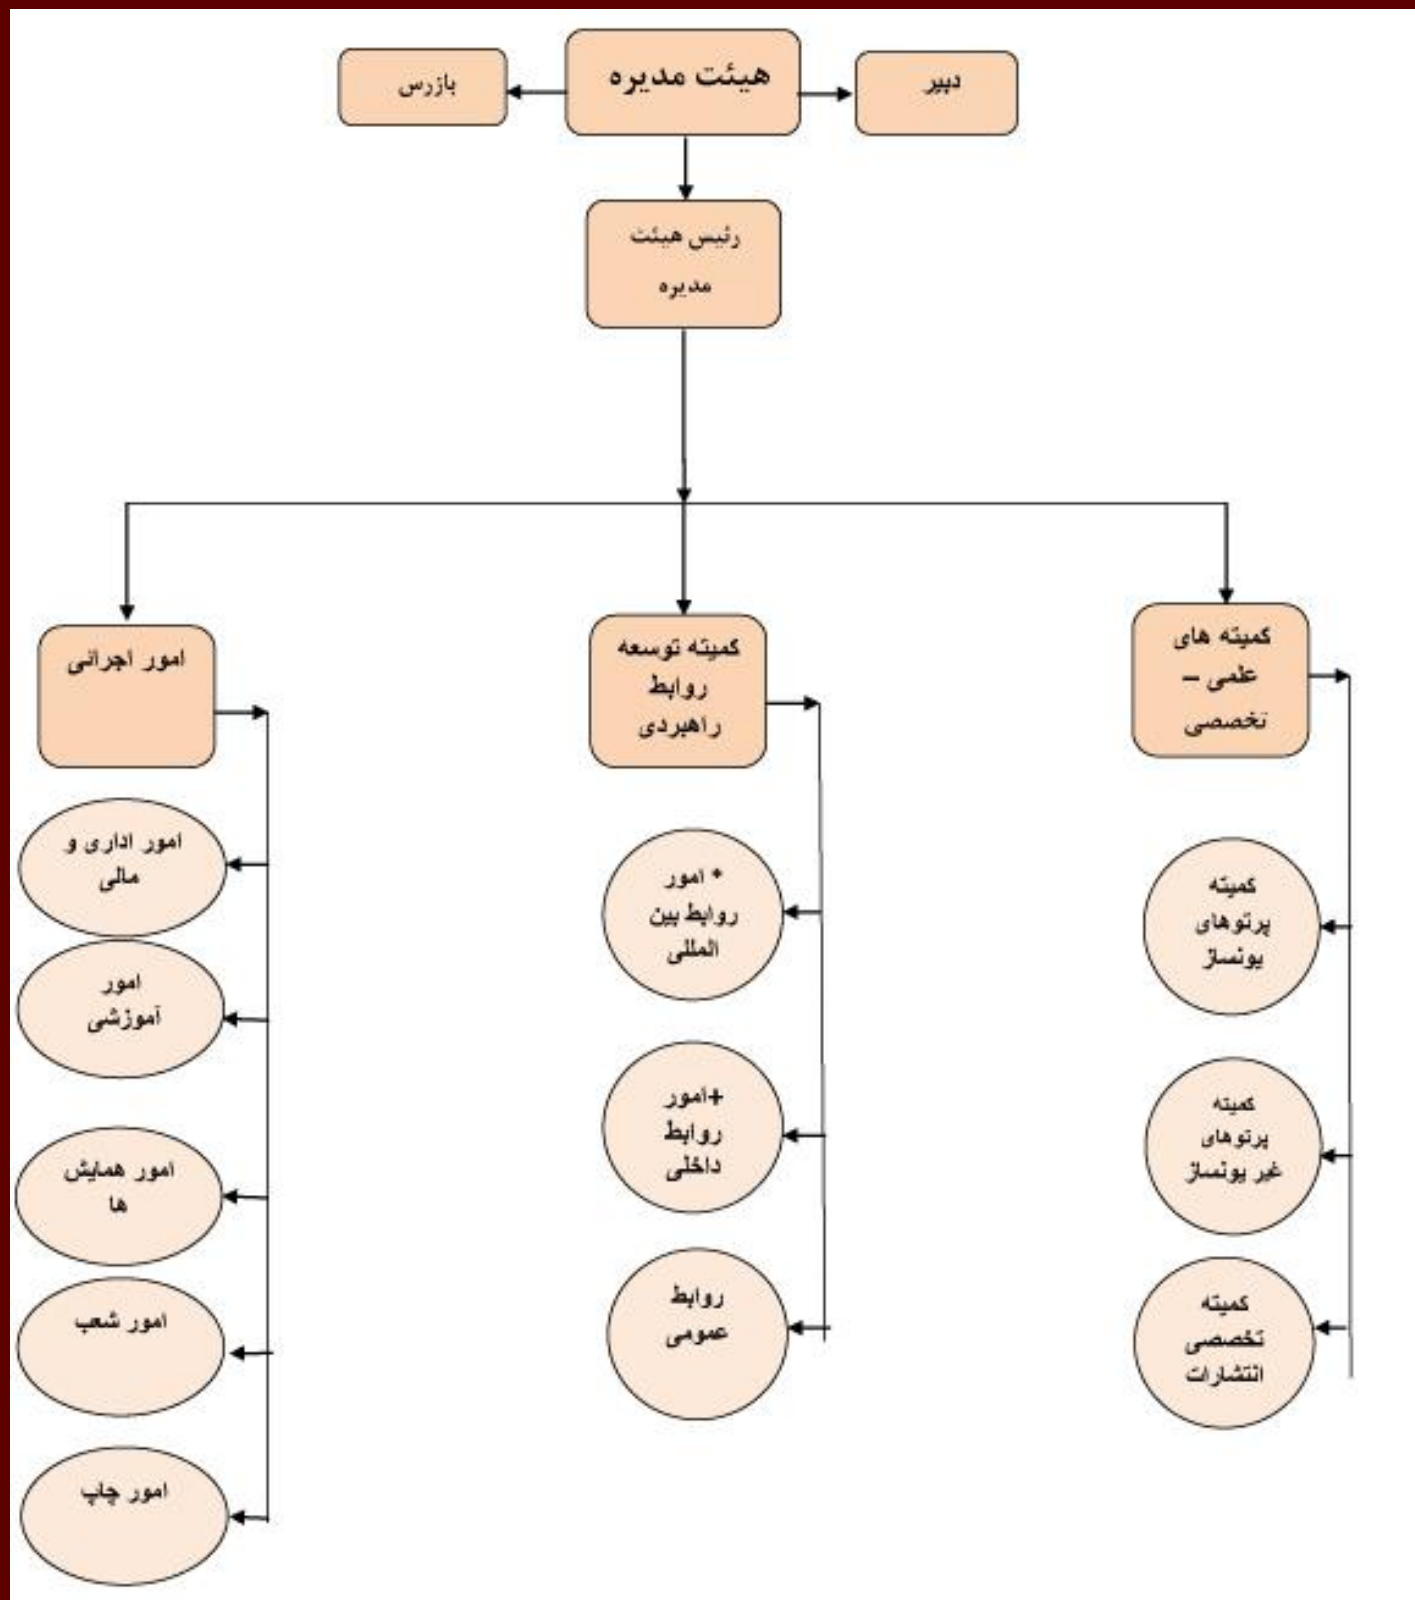 هیئت مدیره
دبیر
بازرس
رئیس هیئت
مدیره
کمیته های
علمی –
تخصصی
کمیته
پرتوهای
یونساز
کمیته
پرتوهای
غیر یونساز
کمیته
تخصصی
انتشارات
کمیته توسعه
روابط
راهبردی
* امور
روابط بین
المللی
+امور
روابط
داخلی
روابط
عمومی
امور اجرائی
امور اداری و
مالی
امور
آموزشی
امور همایش
ها
امور شعب
امور چاپ